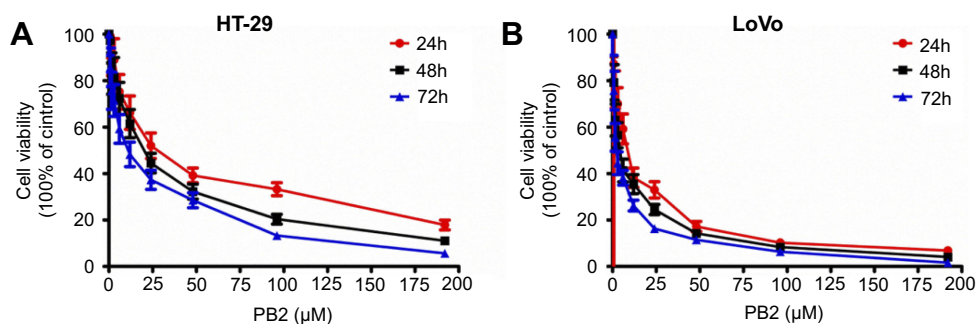 A
HT-29
Cell viability
(100% of cintrol)
100
80
60
40
20
0
24h
48h
72h
0 25 50 75 100 125 150 175 200
PB2 (µM)
B
LoVo
Cell viability
(100% of cintrol)
100
80
60
40
20
0
24h
48h
72h
0 25 50 75 100 125 150 175 200
PB2 (µM)